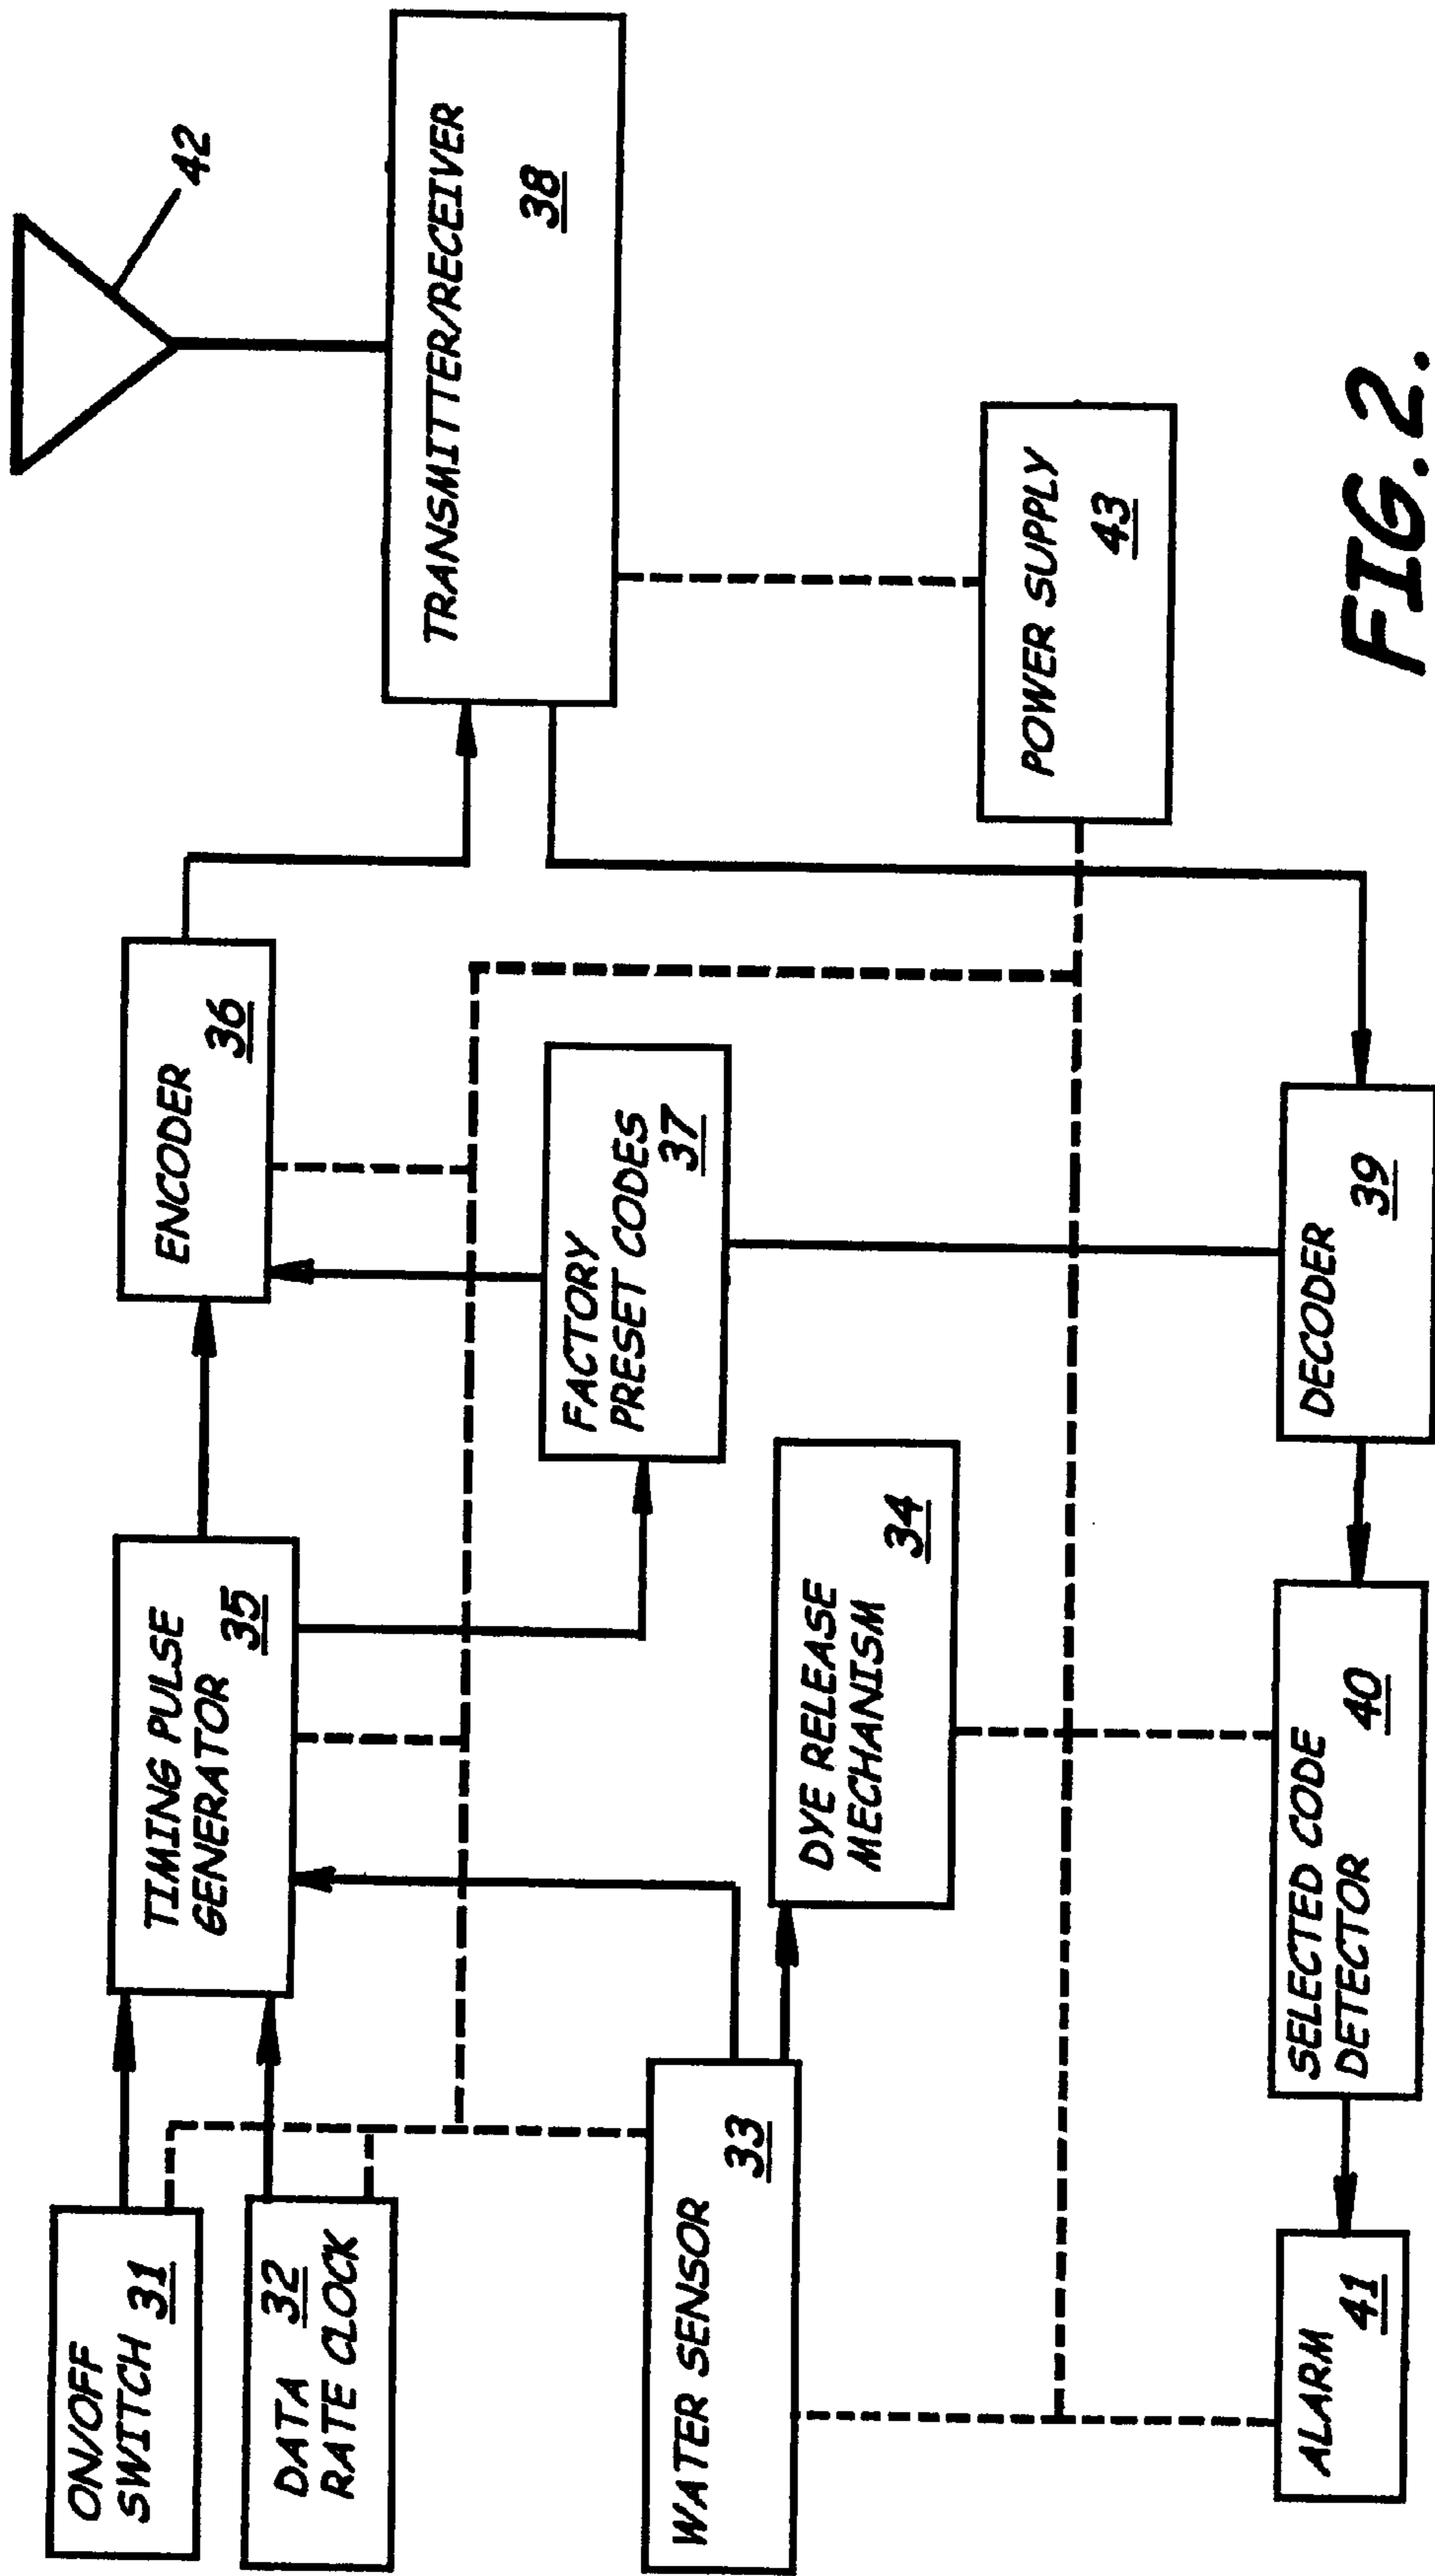 ON/OFF
SWITCH 31
DATA 32
RATE CLOCK
WATER SENSOR
33
TIMING PULSE
GENERATOR 35
DYE RELEASE
MECHANISM 34
ENCODER
36
FACTORY
PRESET CODES
37
TRANSMITTER/RECEIVER
38
42
POWER SUPPLY
43
DECODER
39
SELECTED CODE
DETECTOR 40
ALARM
41
FIG. 2.